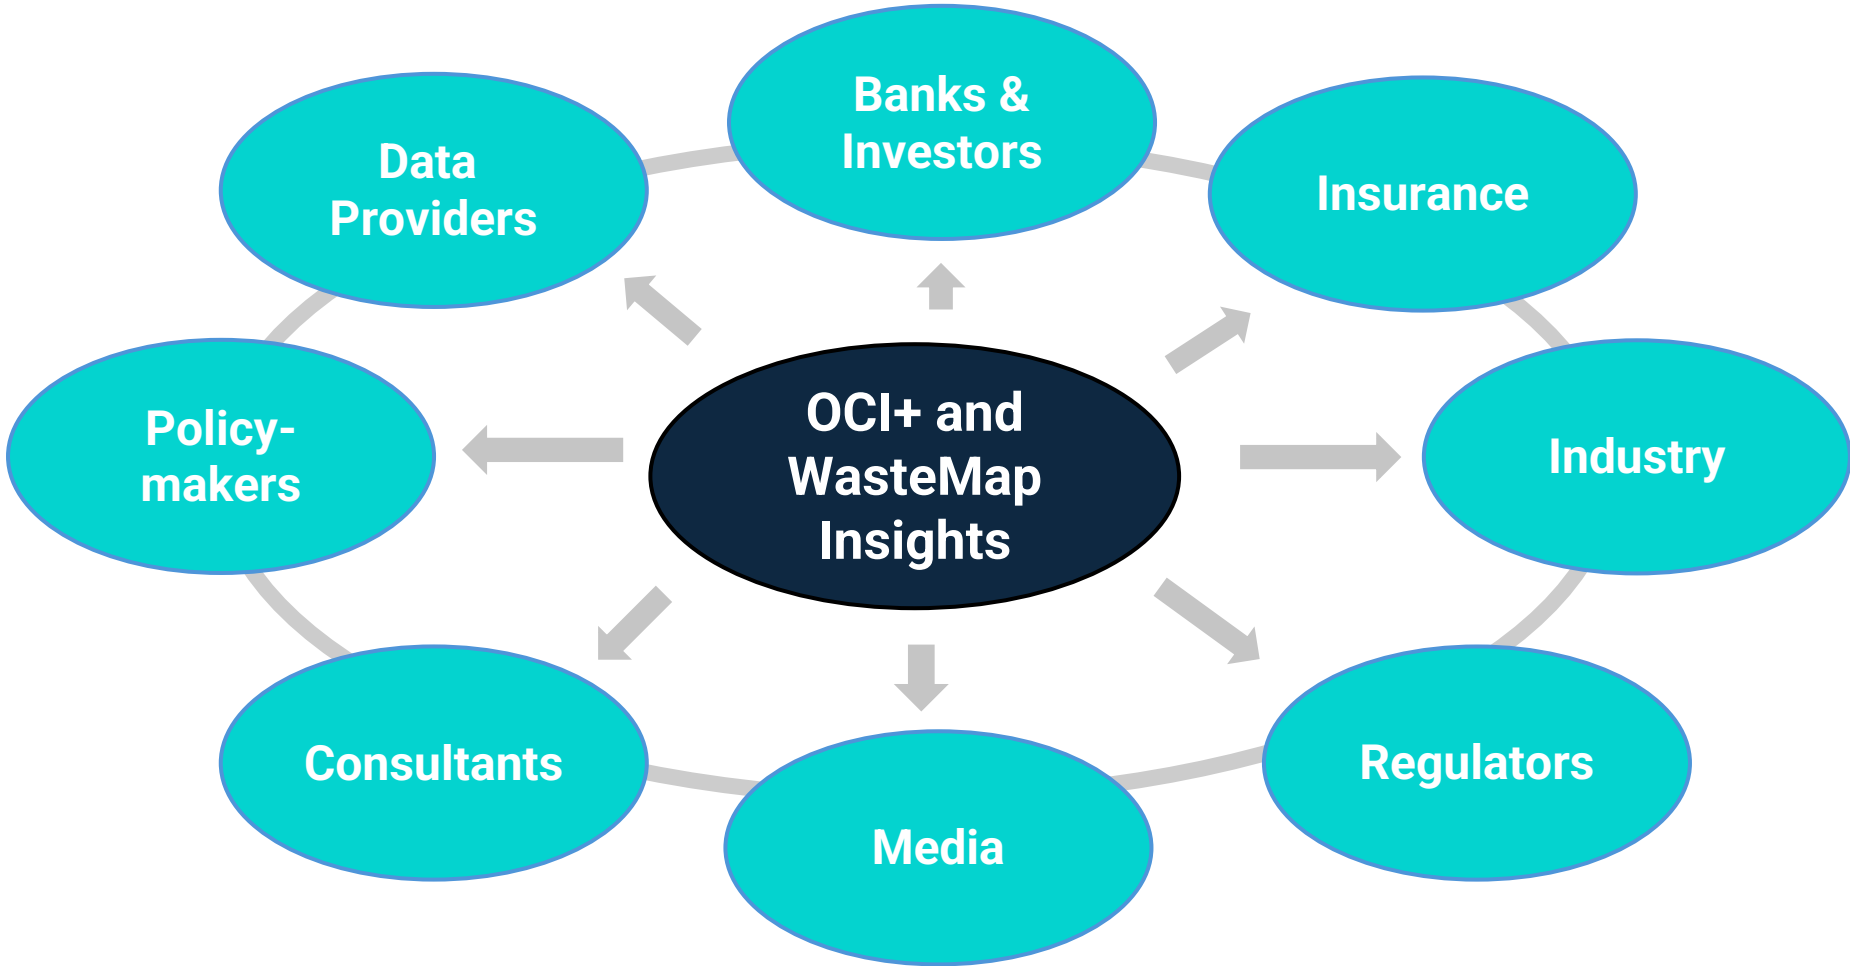 Banks &
Investors
Data
Providers
Insurance
OCI+ and
WasteMap
Insights
Policy-
makers
Industry
Consultants
Regulators
Media